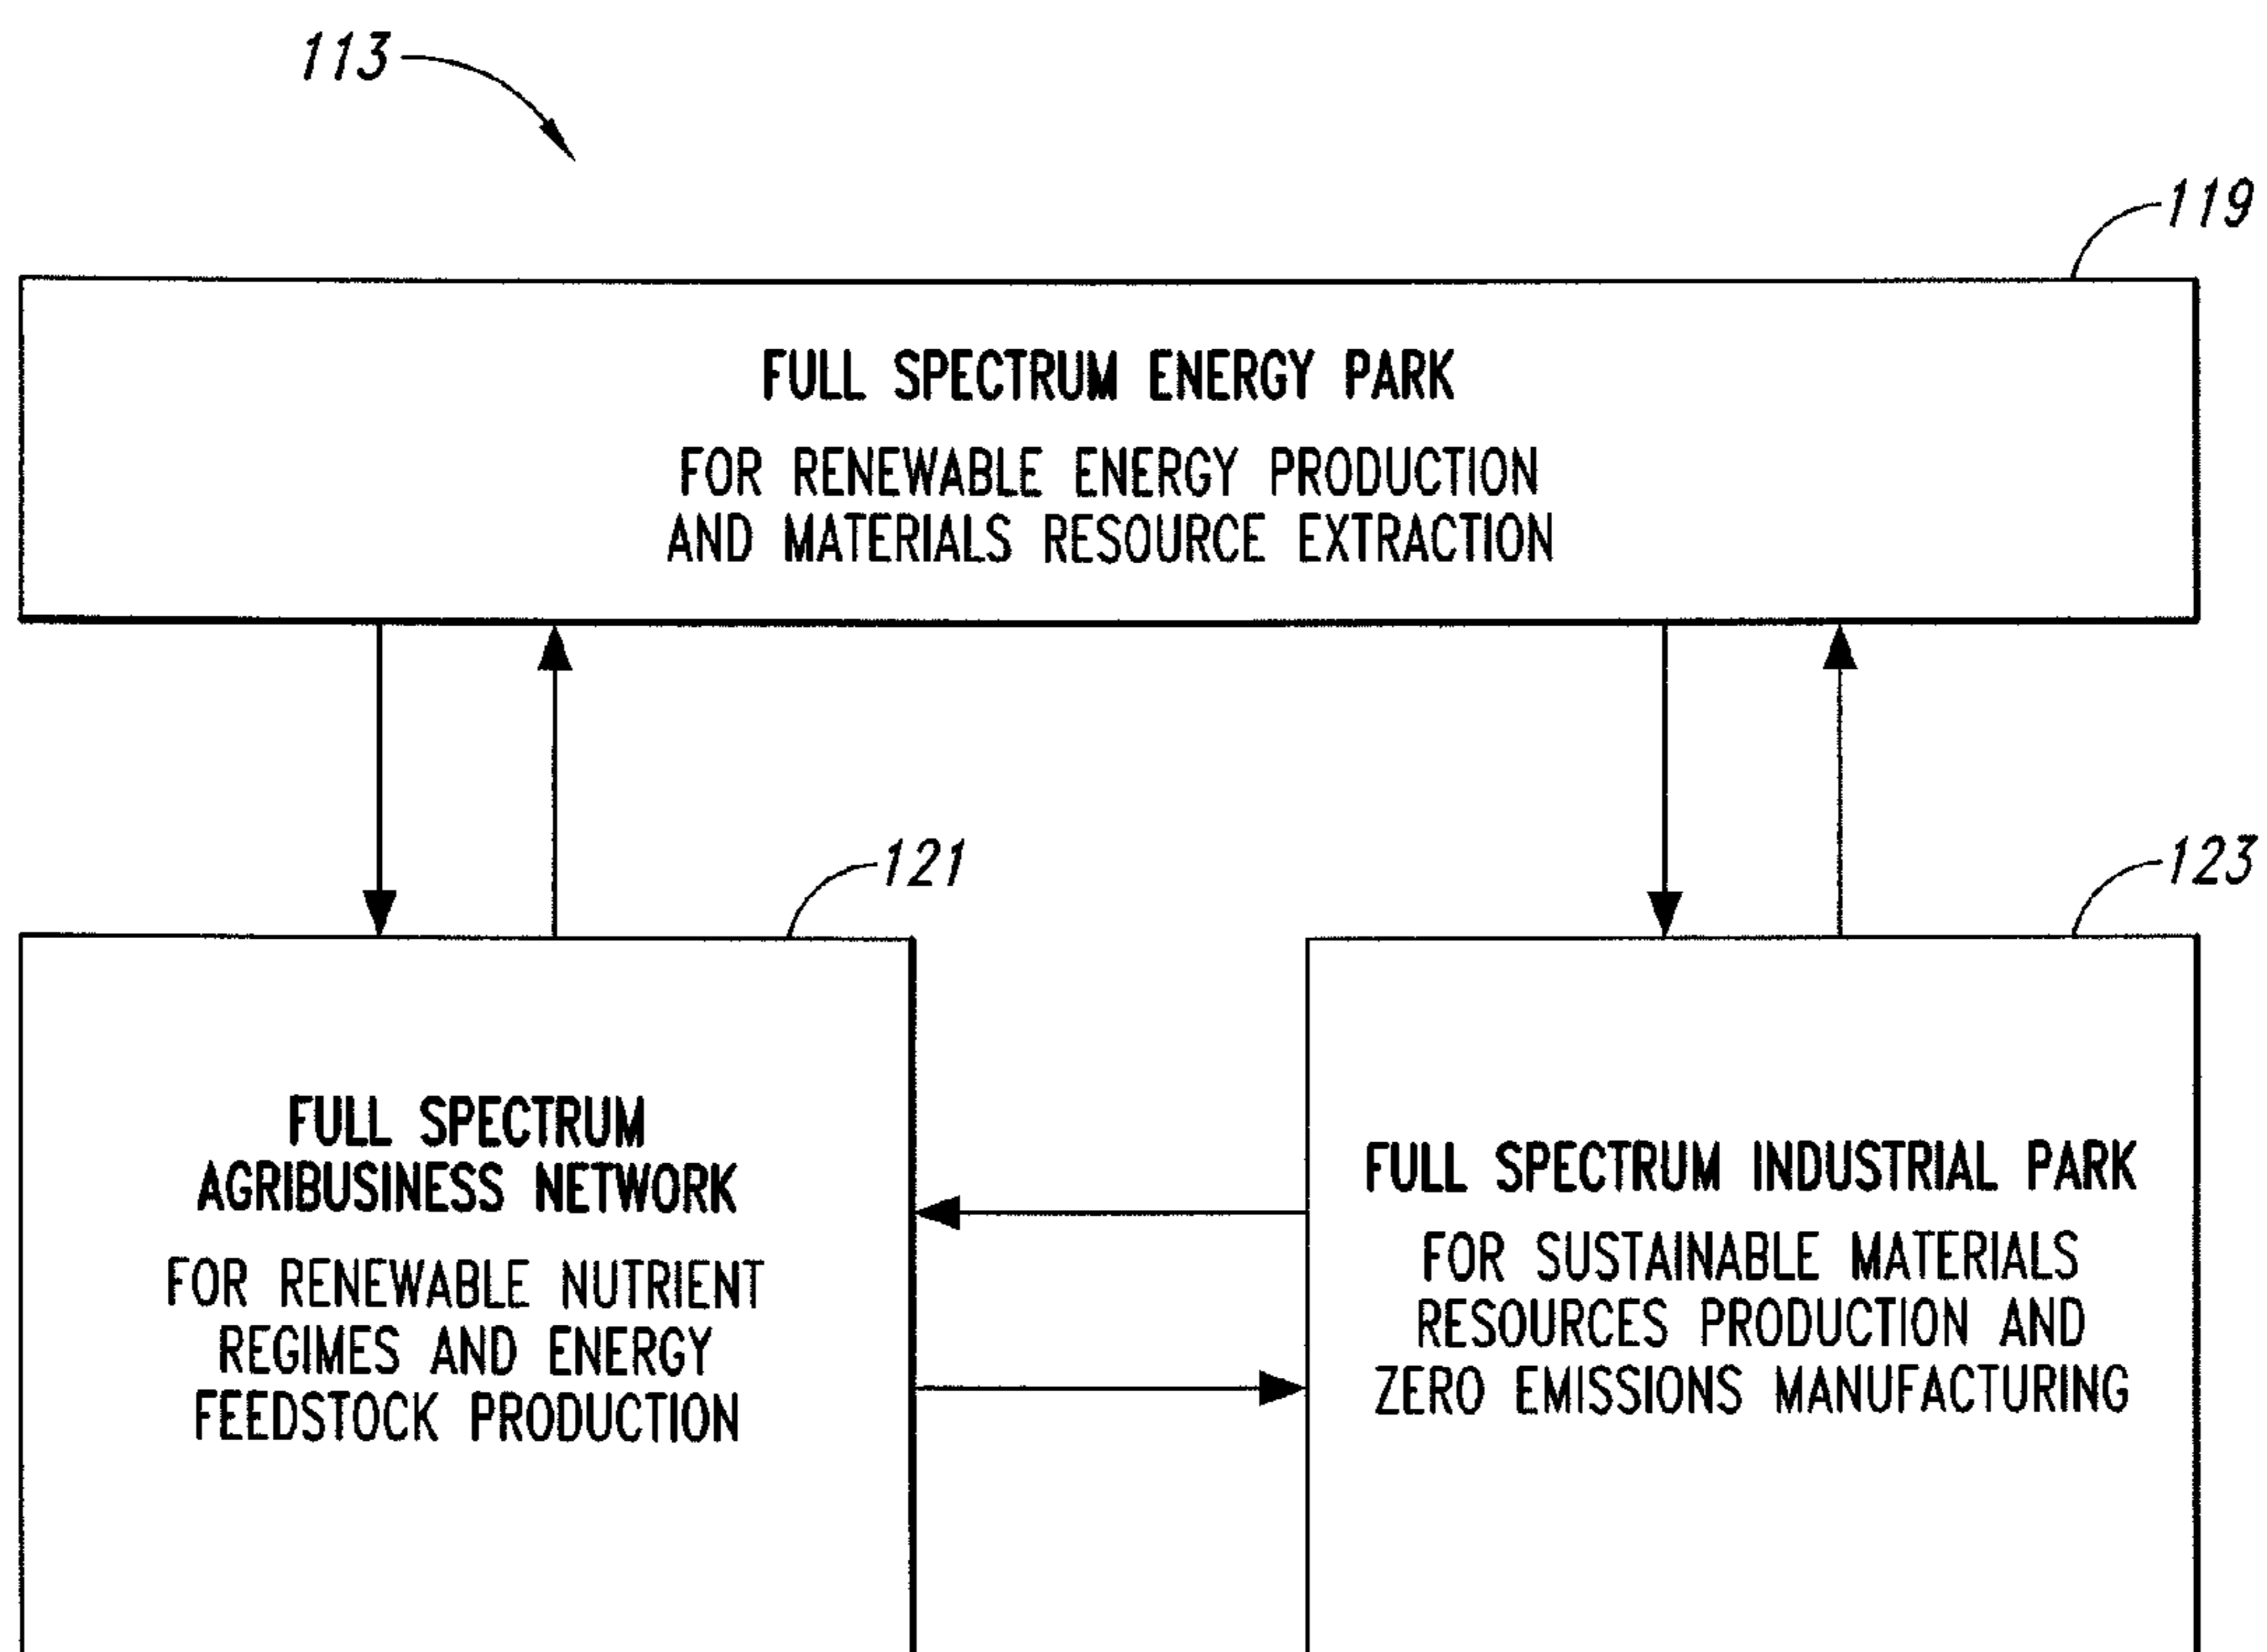 113
119
FULL SPECTRUM ENERGY PARK
FOR RENEWABLE ENERGY PRODUCTION
AND MATERIALS RESOURCE EXTRACTION
121
123
FULL SPECTRUM
AGRIBUSINESS NETWORK
FOR RENEWABLE NUTRIENT
REGIMES AND ENERGY
FEEDSTOCK PRODUCTION
FULL SPECTRUM INDUSTRIAL PARK
FOR SUSTAINABLE MATERIALS
RESOURCES PRODUCTION AND
ZERO EMISSIONS MANUFACTURING